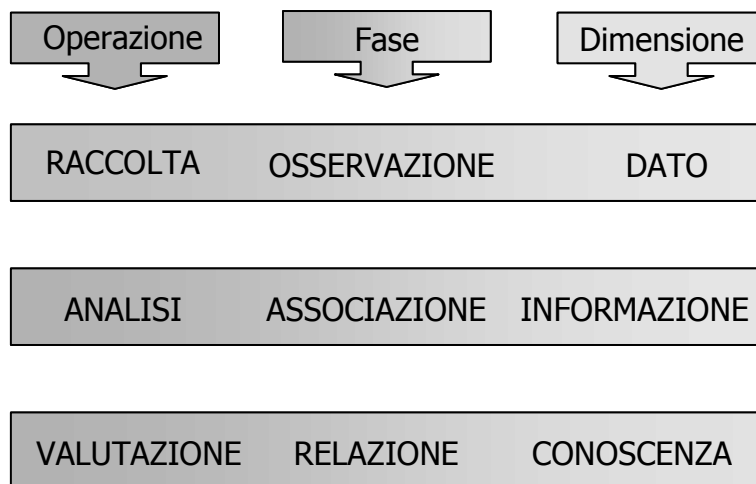 Operazione Fase Dimensione
RACCOLTA OSSERVAZIONE DATO
ANALISI ASSOCIAZIONE INFORMAZIONE
VALUTAZIONE RELAZIONE CONOSCENZA